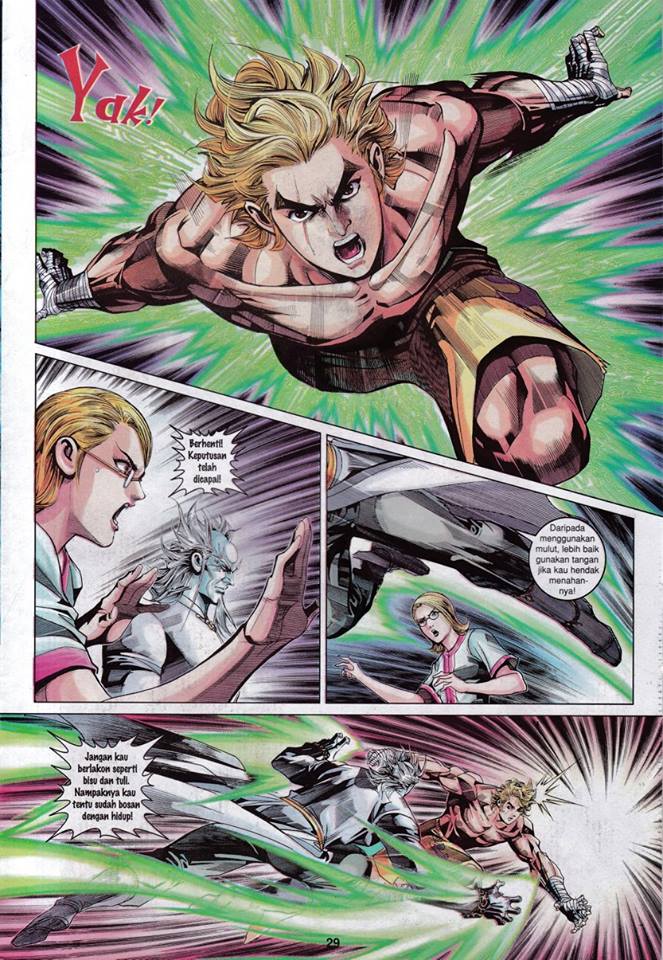 Yak!
Berhenti!
Keputusan
telah
dicapai!
Daripada
menggunakan
mulut, lebih baik
gunakan tangan
jika kau hendak
menahan-
nya!
Jangan kau
berlakon seperti
bisu dan tuli.
Nampaknya kau
tentu sudah bosan
dengan hidup!
29